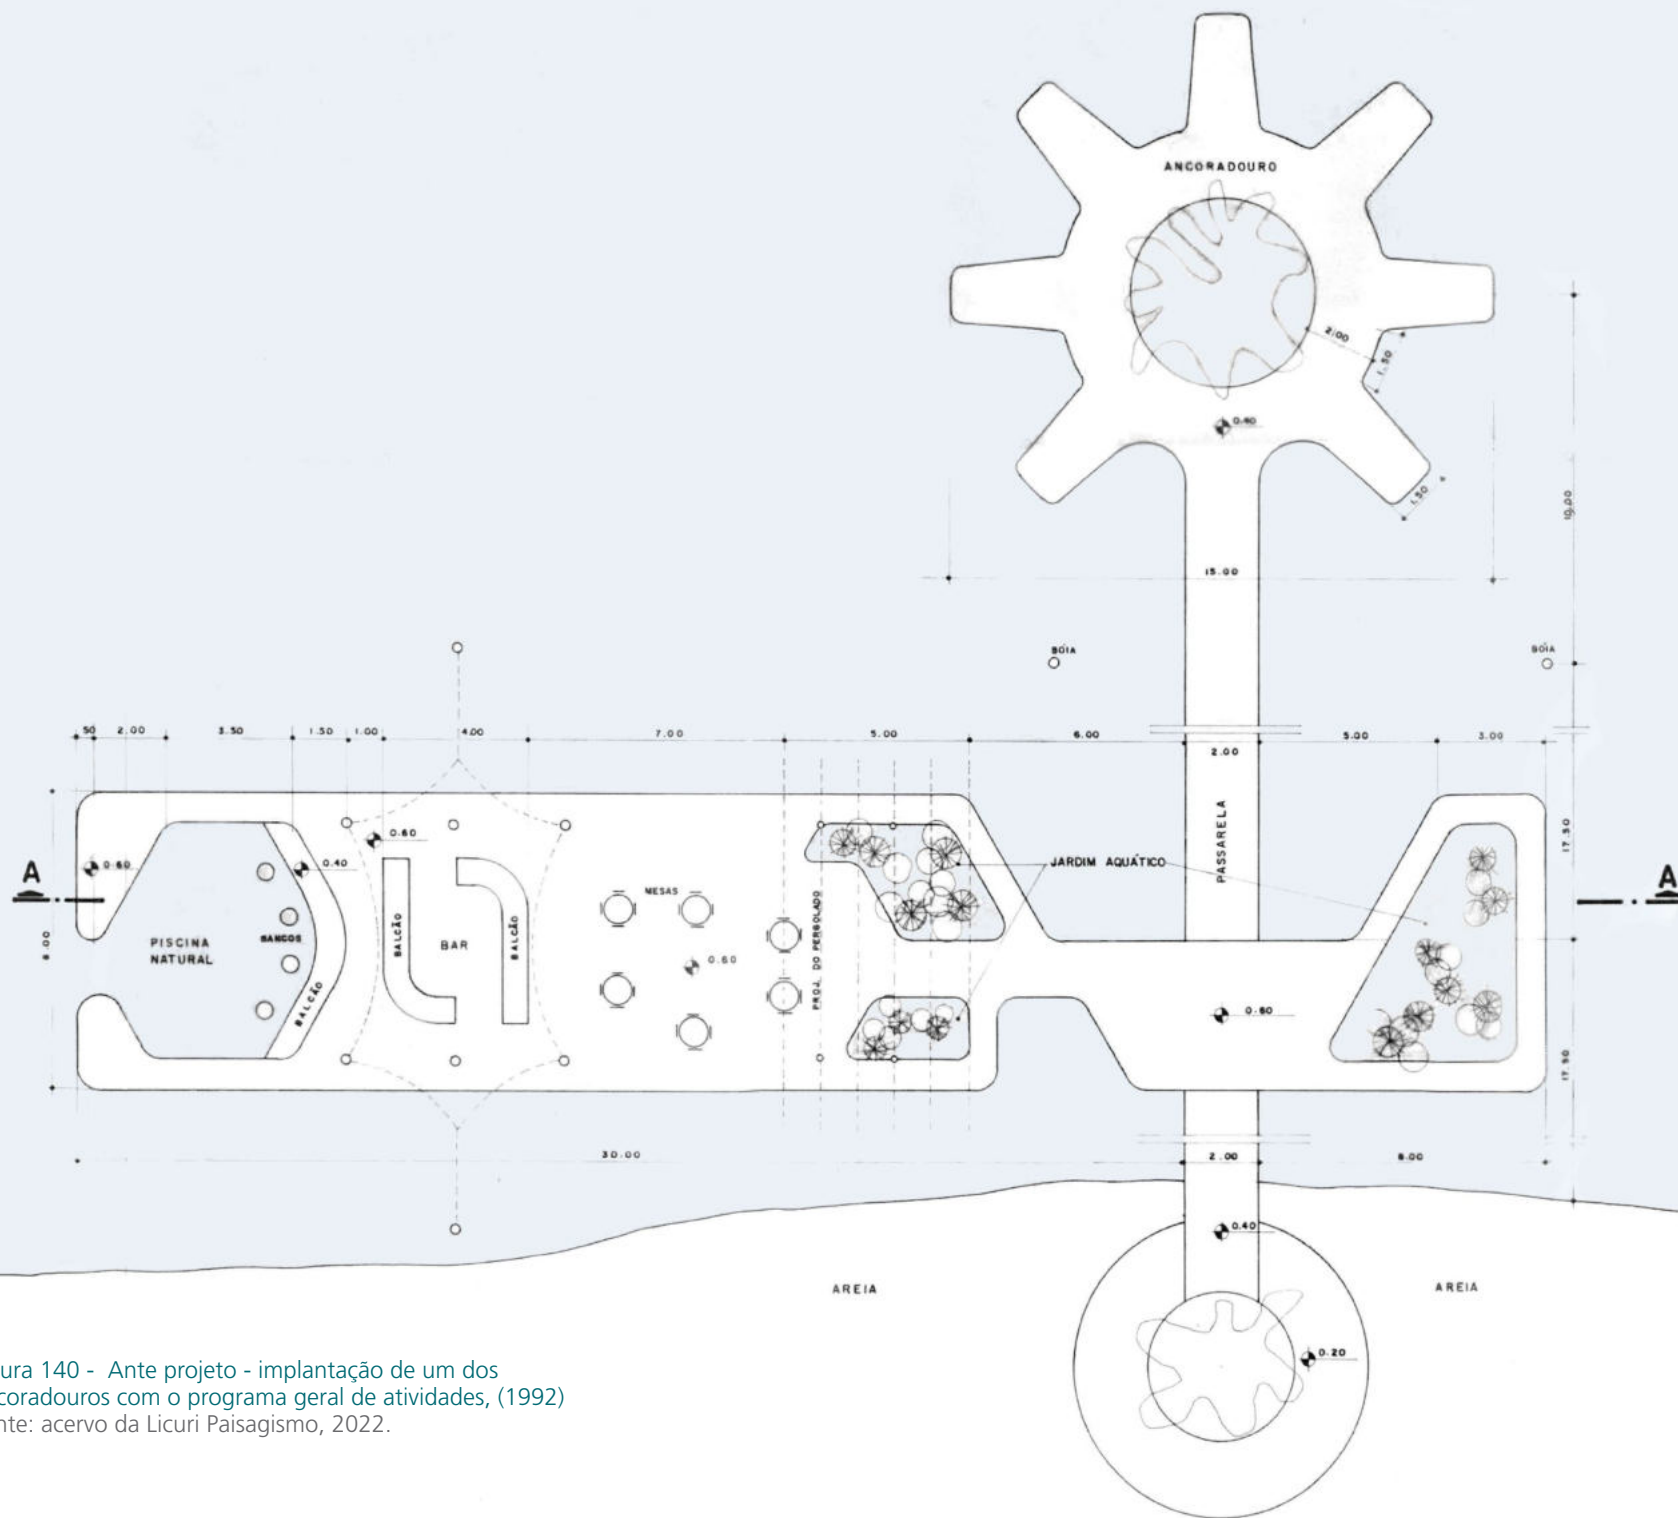 ANCORADOURO
2.00
1.50
0.60
1.50
10.00
15.00
BÓIA
BÓIA
50 2.00 3.50 1.50 1.00 4.00 7.00 5.00 6.00 2.00 5.00 3.00
PASSARELA
17.50
0.60
0.60
0.40
A
A
JARDIM AQUÁTICO
MESAS
BALCÃO
BAR
BALCÃO
PROJ. DO PERGOLADO
PISCINA
NATURAL
BANCOS
8.00
0.60
BALCÃO
0.60
17.50
30.00 2.00 8.00
0.40
AREIA
AREIA
0.20
ura 140 - Ante projeto - implantação de um dos
coradouros com o programa geral de atividades, (1992)
nte: acervo da Licuri Paisagismo, 2022.